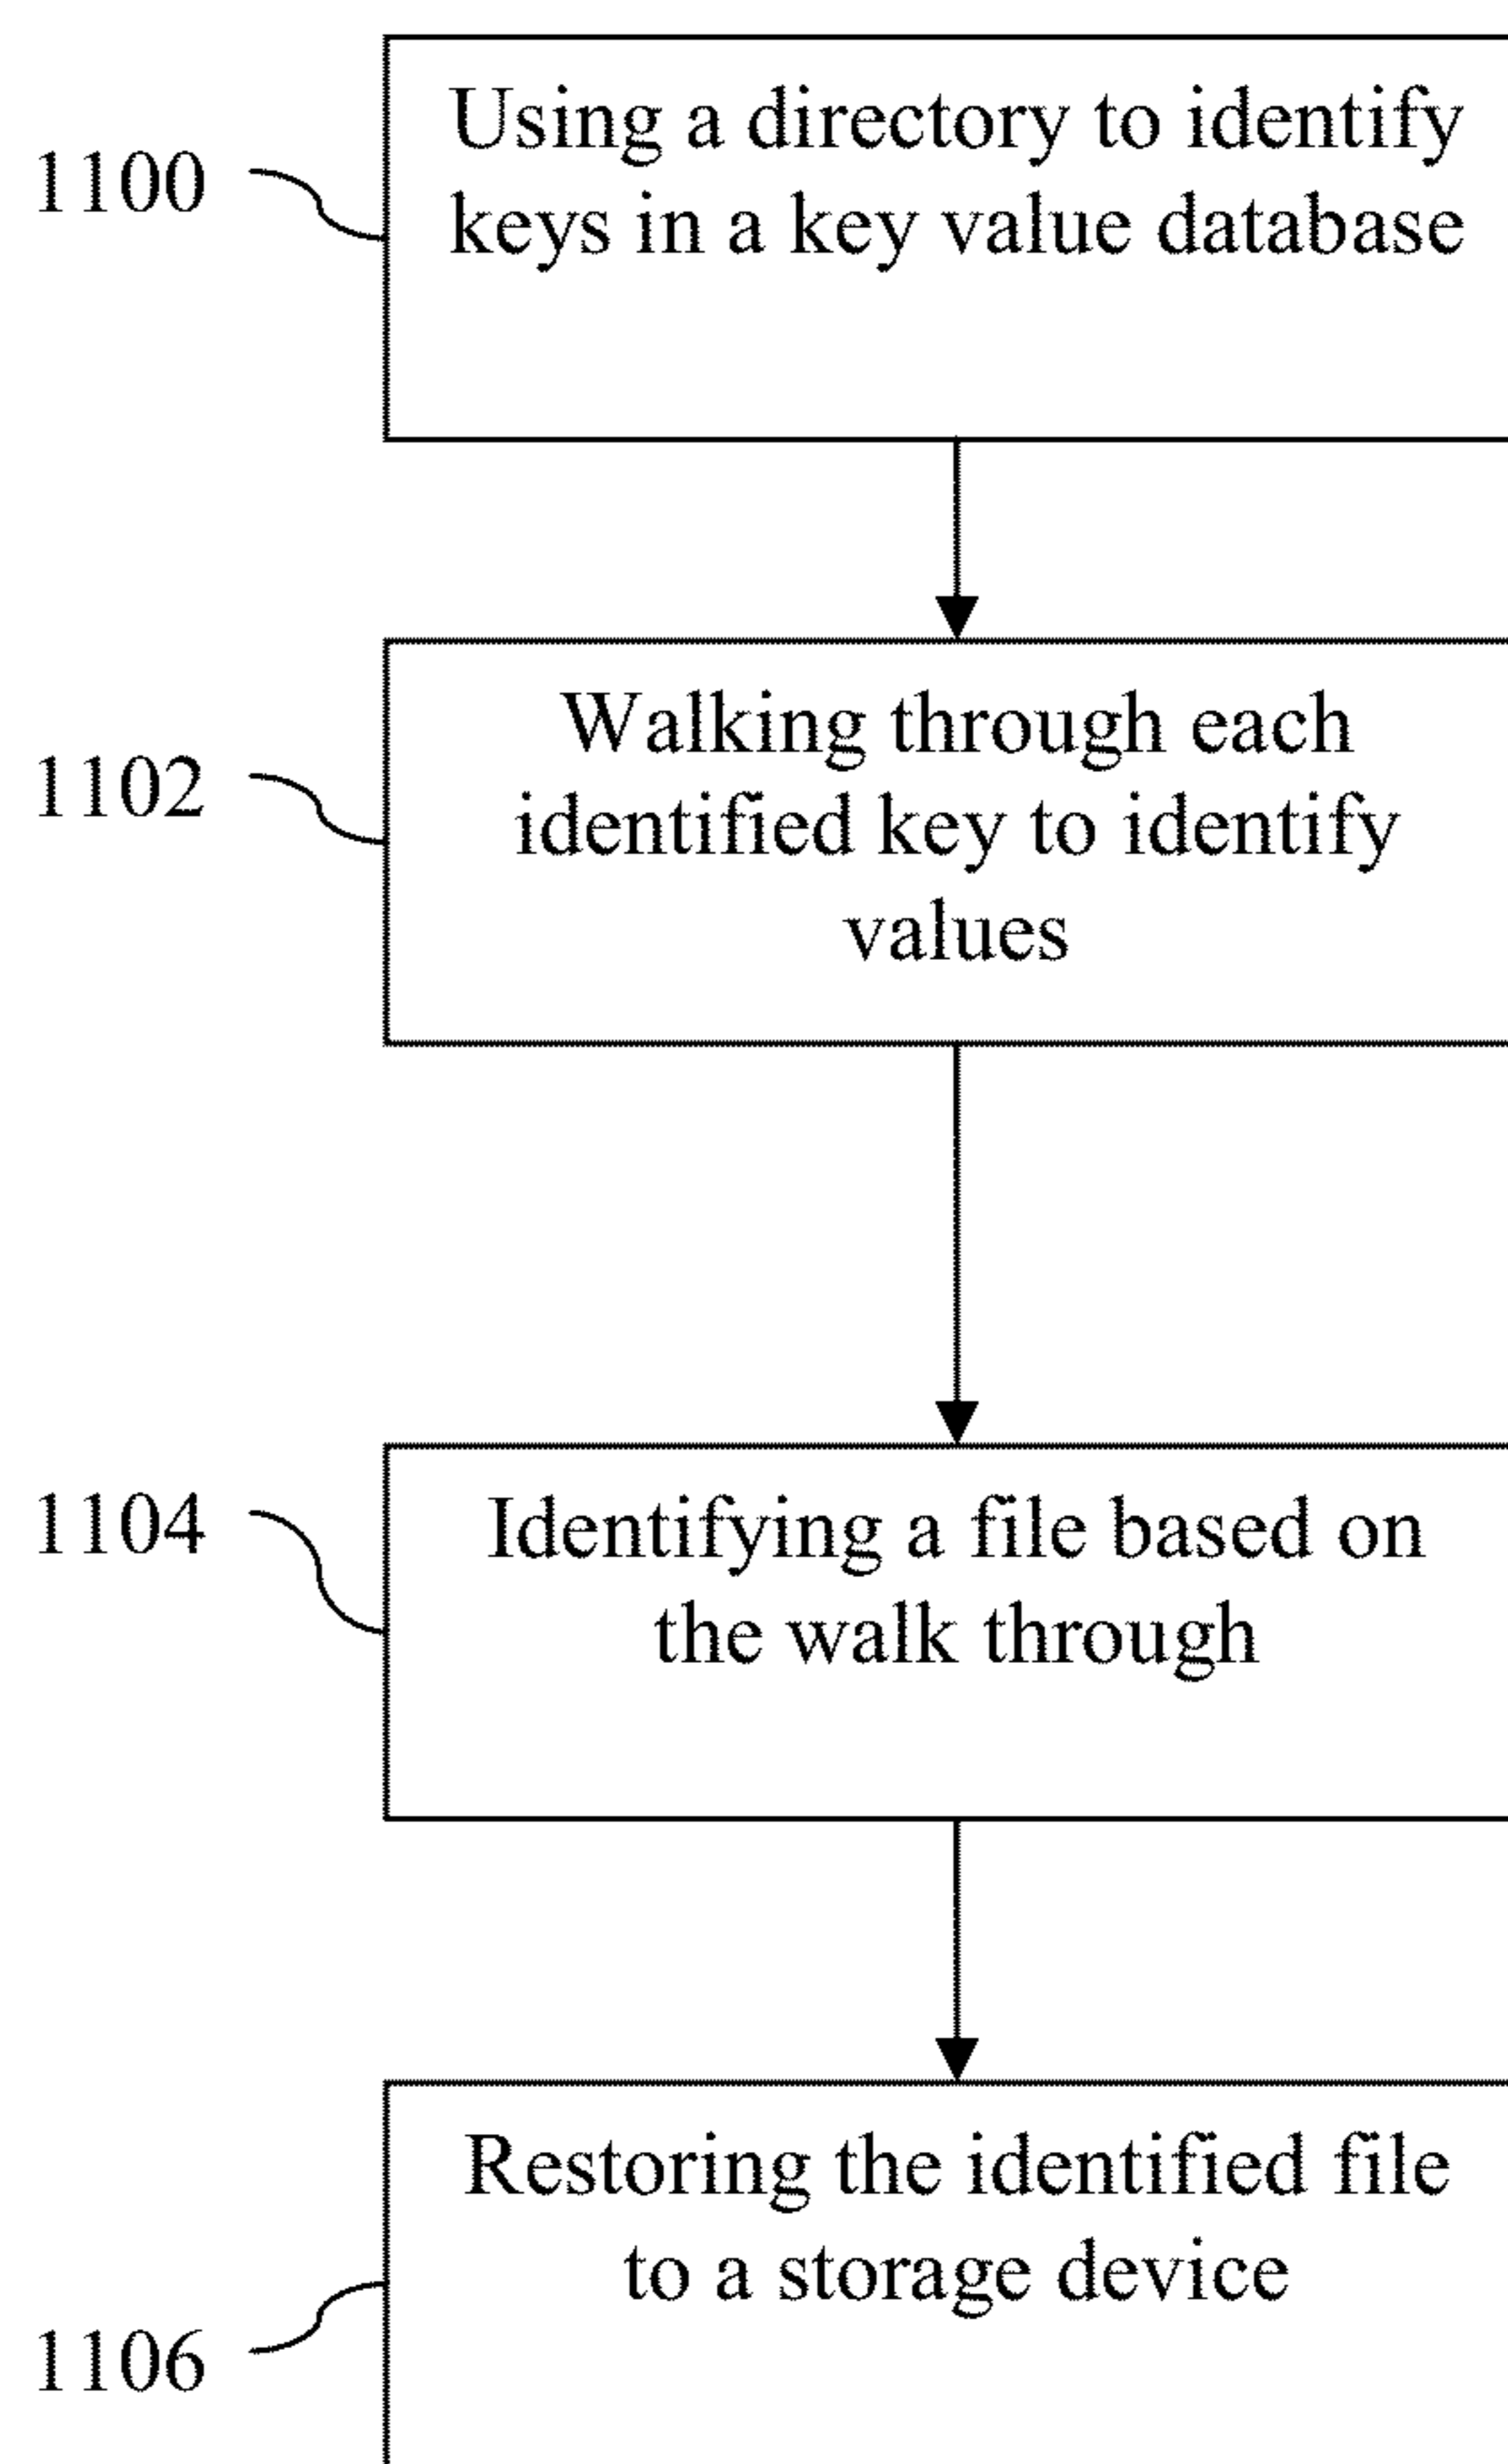 1100
Using a directory to identify
keys in a key value database
1102
Walking through each
identified key to identify
values
1104
Identifying a file based on
the walk through
1106
Restoring the identified file
to a storage device